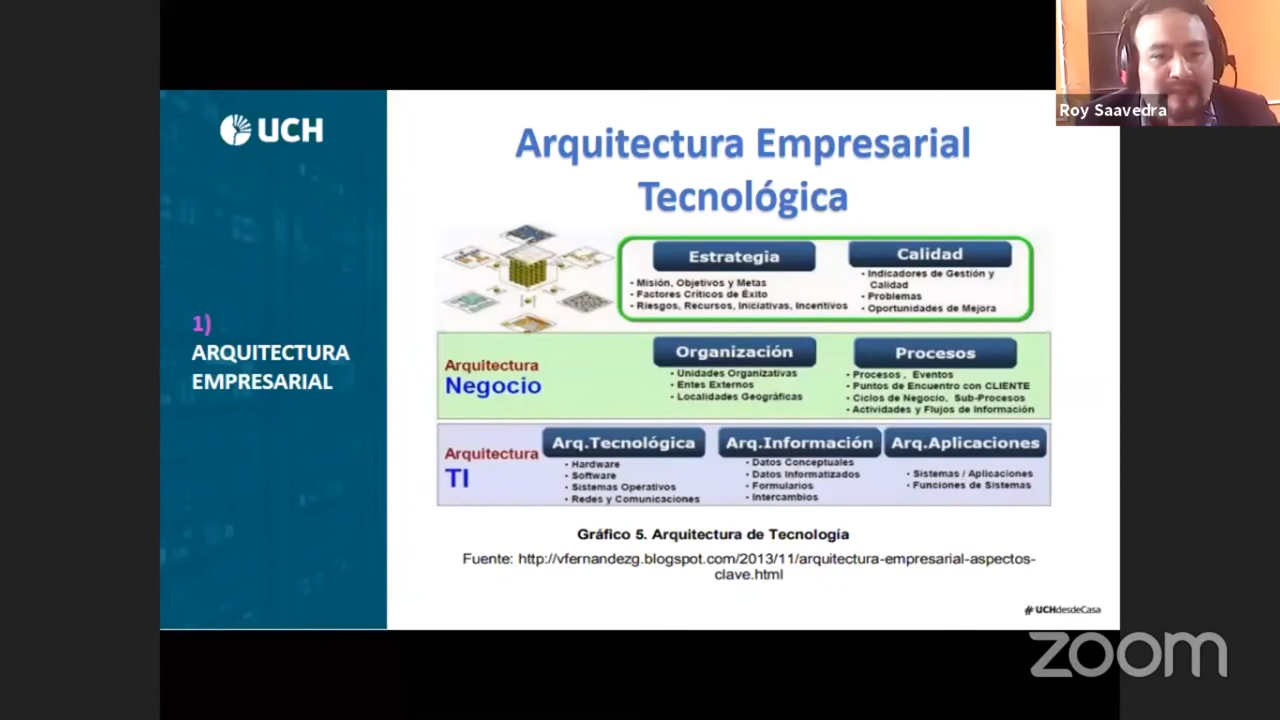 Roy Saavedra
UCH
Arquitectura Empresarial
Tecnológica
1)
ARQUITECTURA
EMPRESARIAL
Estrategia
• Misión, Objetivos y Metas
• Factores Críticos de Éxito
• Riesgos, Recursos, Iniciativas, Incentivos
Calidad
• Indicadores de Gestión y
Calidad
• Problemas
• Oportunidades de Mejora
Arquitectura
Negocio
Organización
• Unidades Organizativas
• Entes Externos
• Localidades Geográficas
Procesos
• Procesos , Eventos
• Puntos de Encuentro con CLIENTE
• Ciclos de Negocio, Sub-Procesos
• Actividades y Flujos de Información
Arquitectura
TI
Arq.Tecnológica
• Hardware
• Software
• Sistemas Operativos
• Redes y Comunicaciones
Arq.Información
• Datos Conceptuales
• Datos Informatizados
• Formularios
• Intercambios
Arq.Aplicaciones
• Sistemas / Aplicaciones
• Funciones de Sistemas
Gráfico 5. Arquitectura de Tecnología
Fuente: http://vfernandezg.blogspot.com/2013/11/arquitectura-empresarial-aspectos-
clave.html
#UCHdesdeCasa
zoom